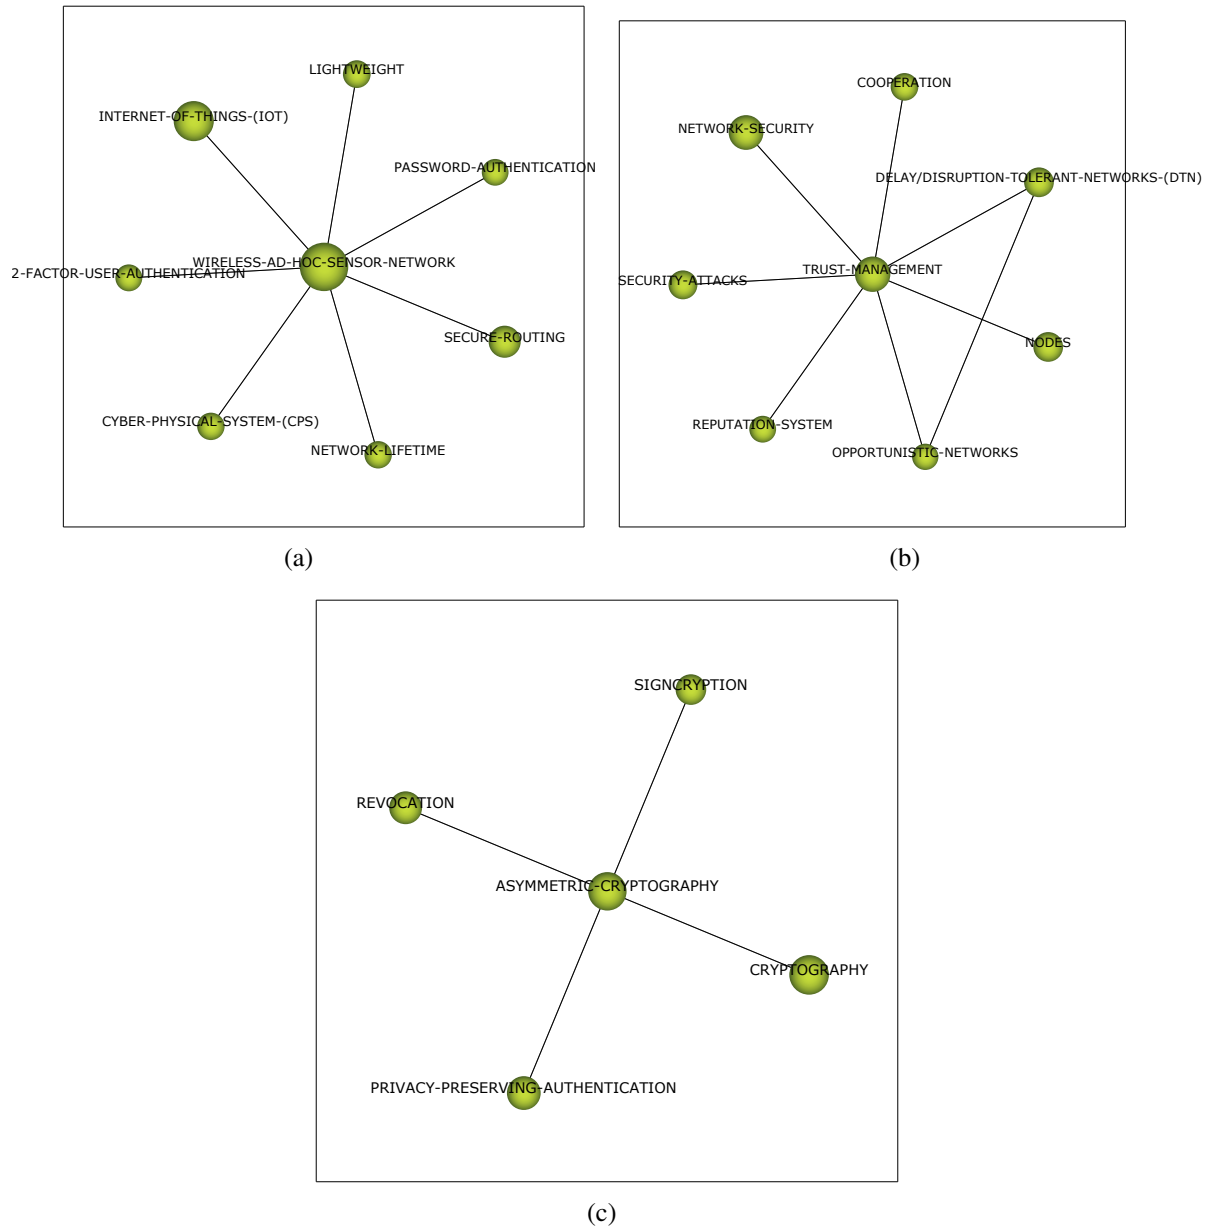 LIGHTWEIGHT
INTERNET-OF-THINGS-(IOT)
PASSWORD-AUTHENTICATION
WIRELESS-AD-HOC-SENSOR-NETWORK
2-FACTOR-USER-AUTHENTICATION
SECURE-ROUTING
CYBER-PHYSICAL-SYSTEM-(CPS)
NETWORK-LIFETIME
(a)
COOPERATION
NETWORK-SECURITY
DELAY/DISRUPTION-TOLERANT-NETWORKS-(DTN)
TRUST-MANAGEMENT
SECURITY-ATTACKS
NODES
REPUTATION-SYSTEM
OPPORTUNISTIC-NETWORKS
(b)
SIGNCRYPTION
REVOCATION
ASYMMETRIC-CRYPTOGRAPHY
CRYPTOGRAPHY
PRIVACY-PRESERVING-AUTHENTICATION
(c)